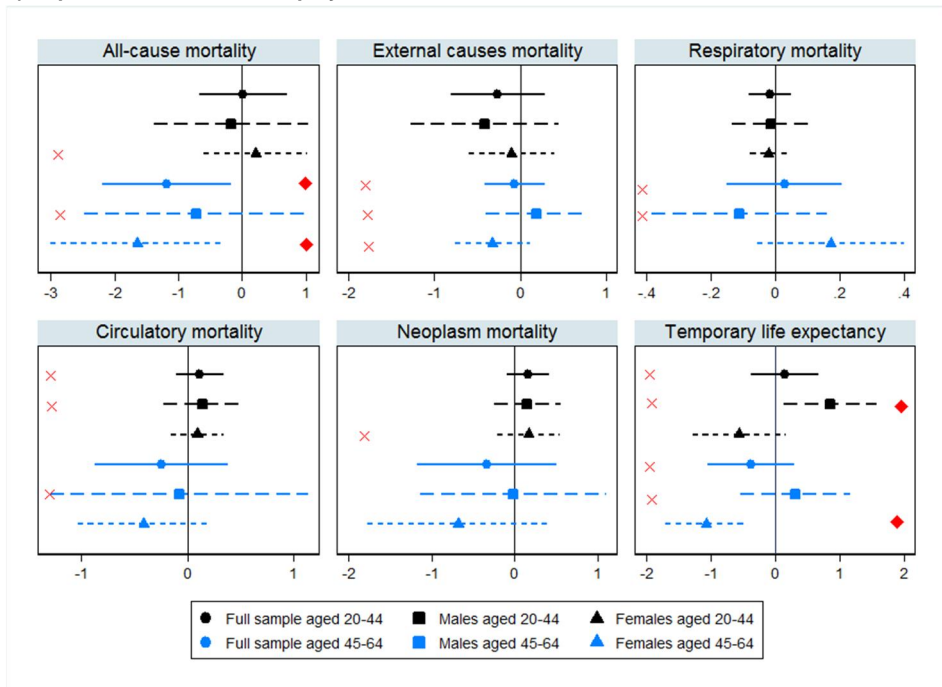 All-cause mortality
External causes mortality
Respiratory mortality
-3 -2 -1 0 1
-2 -1 0 1
-.4 -.2 0 .2 .4
Circulatory mortality
Neoplasm mortality
Temporary life expectancy
-1 0 1
-2 -1 0 1
-2 -1 0 1 2
Full sample aged 20-44
Males aged 20-44
Females aged 20-44
Full sample aged 45-64
Males aged 45-64
Females aged 45-64